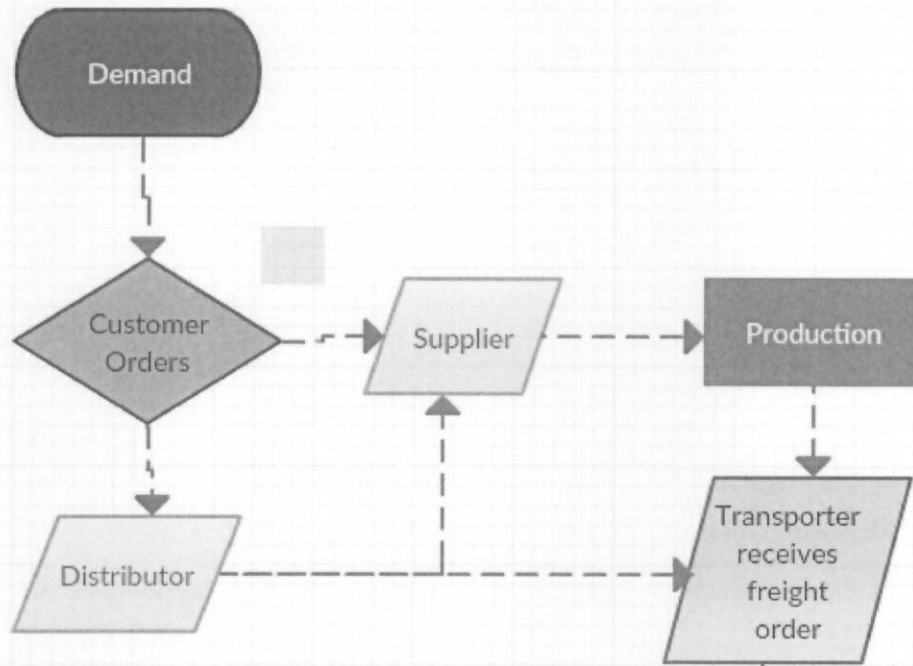 Demand
Customer
Orders
Supplier
Production
Distributor
Transporter
receives
freight
order